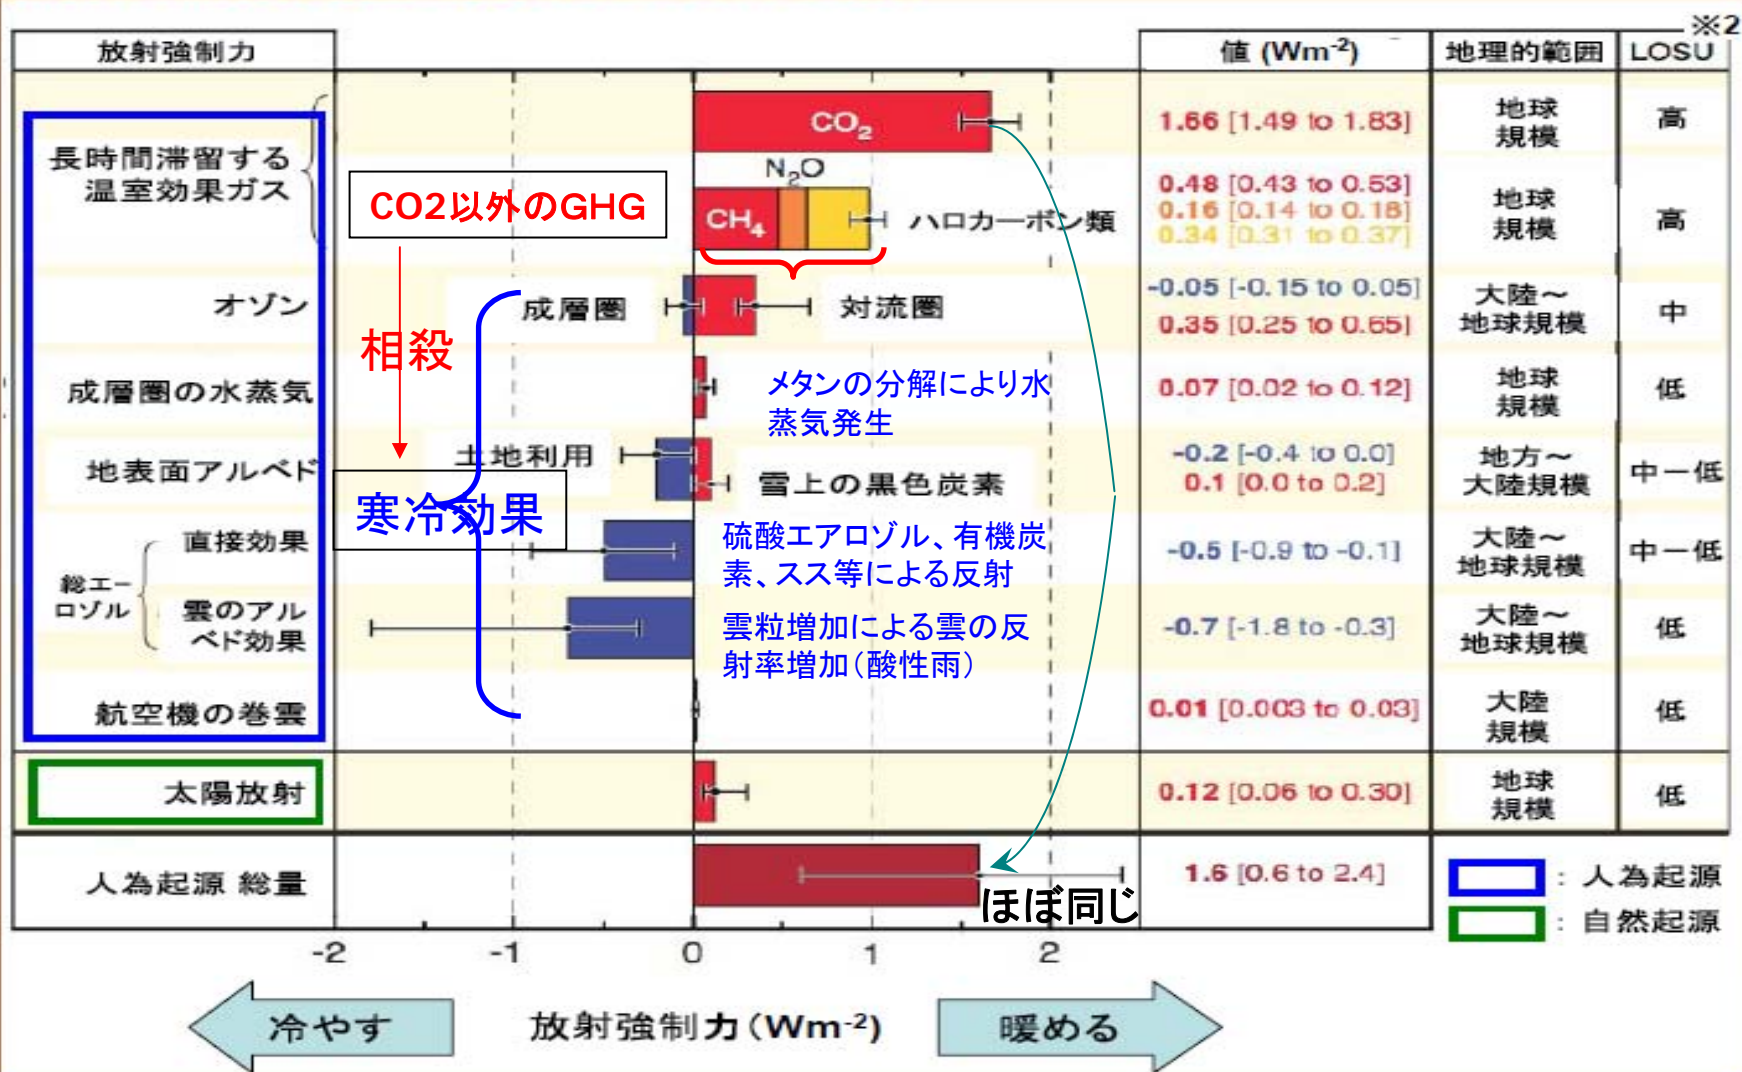 ※2
放射強制力 値 (Wm-2) 地理的範囲 LOSU
長時間滞留する
温室効果ガス
CO2
1.66 [1.49 to 1.83]
地球
規模
高
CO2以外のGHG
N2O
CH4
ハロカーボン類
0.48 [0.43 to 0.53]
0.16 [0.14 to 0.18]
0.34 [0.31 to 0.37]
地球
規模
高
オゾン
成層圏
対流圏
-0.05 [-0.15 to 0.05]
0.35 [0.25 to 0.65]
大陸～
地球規模
中
相殺
成層圏の水蒸気
メタンの分解により水
蒸気発生
0.07 [0.02 to 0.12]
地球
規模
低
地表面アルベド
土地利用
雪上の黒色炭素
-0.2 [-0.4 to 0.0]
0.1 [0.0 to 0.2]
地方～
大陸規模
中－低
寒冷効果
総エー
ロゾル
直接効果
硫酸エアロゾル、有機炭
素、スス等による反射
-0.5 [-0.9 to -0.1]
大陸～
地球規模
中－低
雲のアル
ベド効果
雲粒増加による雲の反
射率増加（酸性雨）
-0.7 [-1.8 to -0.3]
大陸～
地球規模
低
航空機の巻雲
0.01 [0.003 to 0.03]
大陸
規模
低
太陽放射
0.12 [0.06 to 0.30]
地球
規模
低
人為起源 総量
ほぼ同じ
1.6 [0.6 to 2.4]
：人為起源
：自然起源
-2 -1 0 1 2
冷やす
放射強制力（Wm-2）
暖める